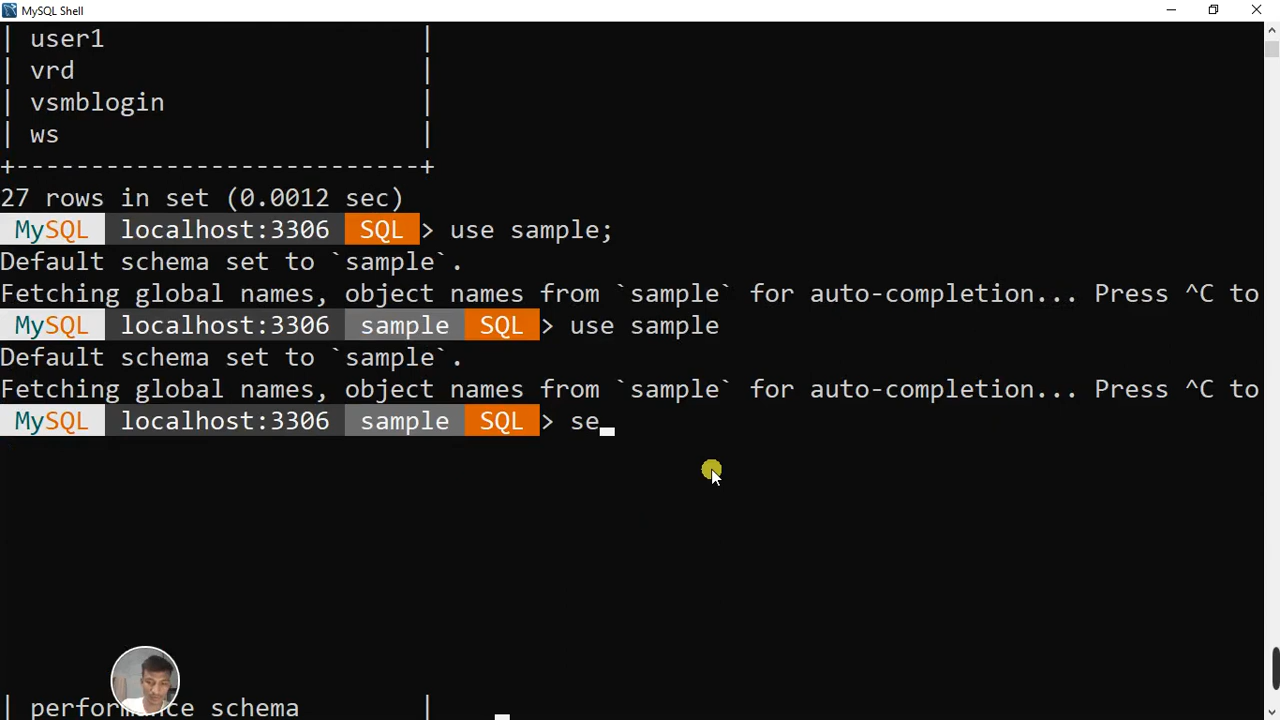 MySQL Shell
| user1 |
| vrd |
| vsmblogin |
| ws |
+---------------------------+
27 rows in set (0.0012 sec)
MySQL localhost:3306 SQL > use sample;
Default schema set to `sample`.
Fetching global names, object names from `sample` for auto-completion... Press ^C to
MySQL localhost:3306 sample SQL > use sample
Default schema set to `sample`.
Fetching global names, object names from `sample` for auto-completion... Press ^C to
MySQL localhost:3306 sample SQL > se
| performance schema |